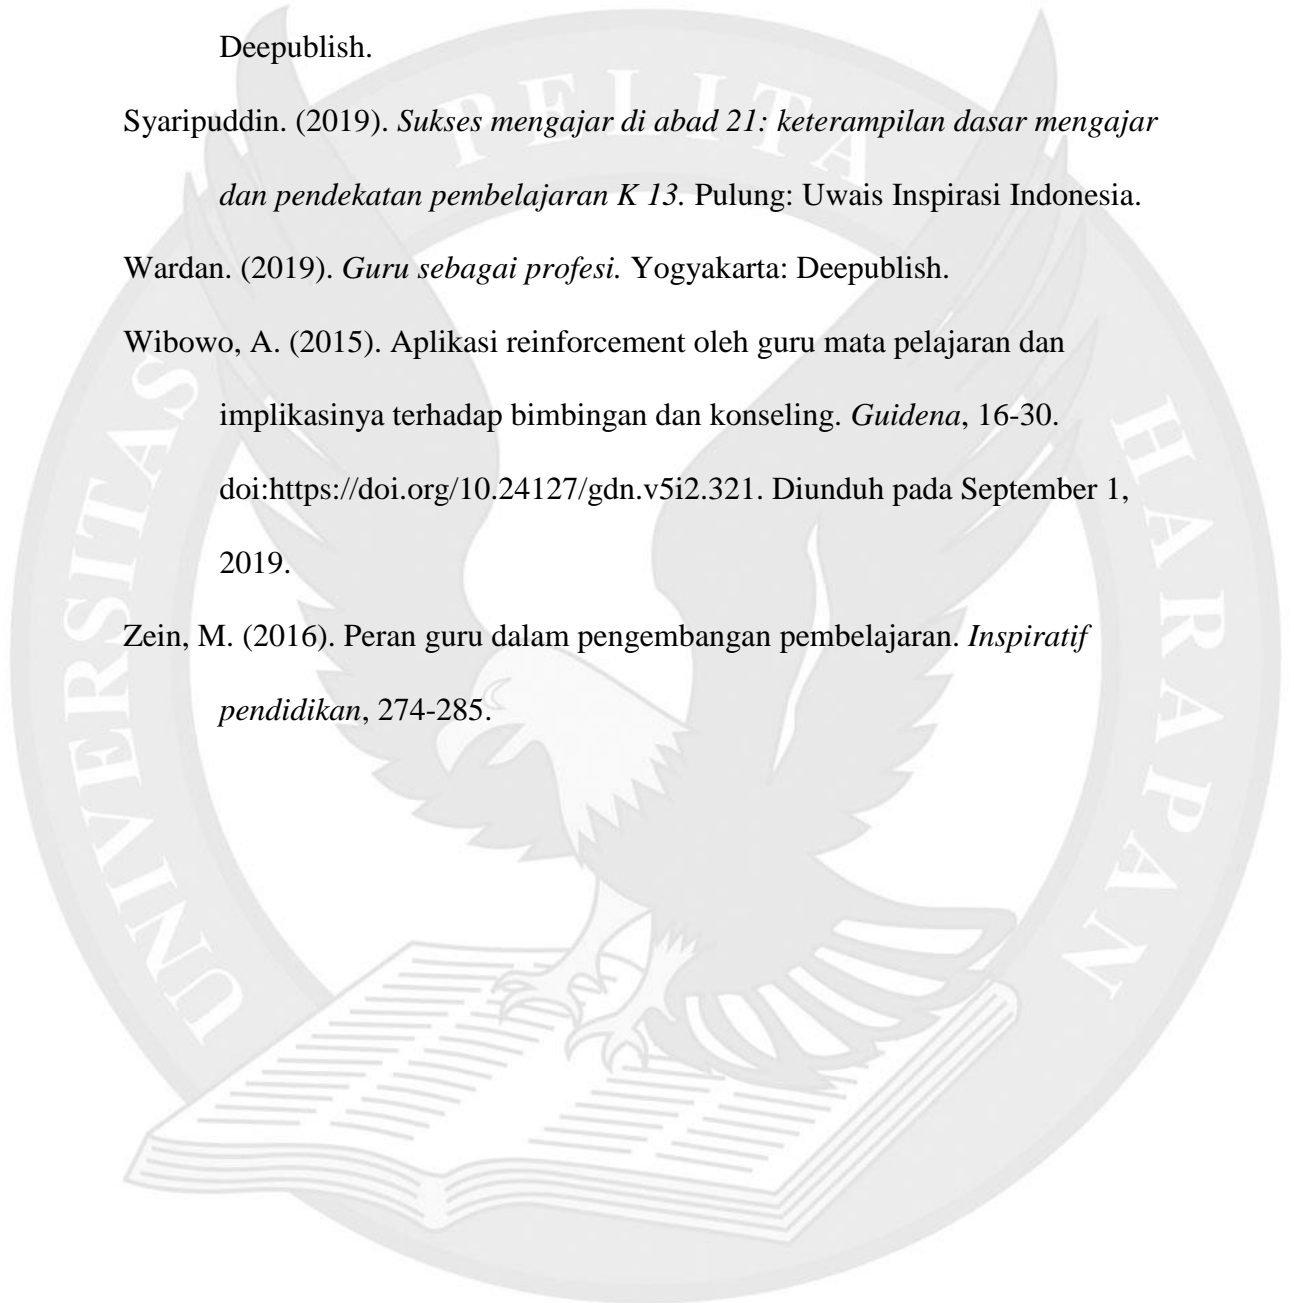 Deepublish.
Syaripuddin. (2019). Sukses mengajar di abad 21: keterampilan dasar mengajar
dan pendekatan pembelajaran K 13. Pulung: Uwais Inspirasi Indonesia.
Wardan. (2019). Guru sebagai profesi. Yogyakarta: Deepublish.
Wibowo, A. (2015). Aplikasi reinforcement oleh guru mata pelajaran dan
implikasinya terhadap bimbingan dan konseling. Guidena, 16-30.
doi:https://doi.org/10.24127/gdn.v5i2.321. Diunduh pada September 1,
2019.
Zein, M. (2016). Peran guru dalam pengembangan pembelajaran. Inspiratif
pendidikan, 274-285.
UNIVERSITAS PELITA HARAPAN